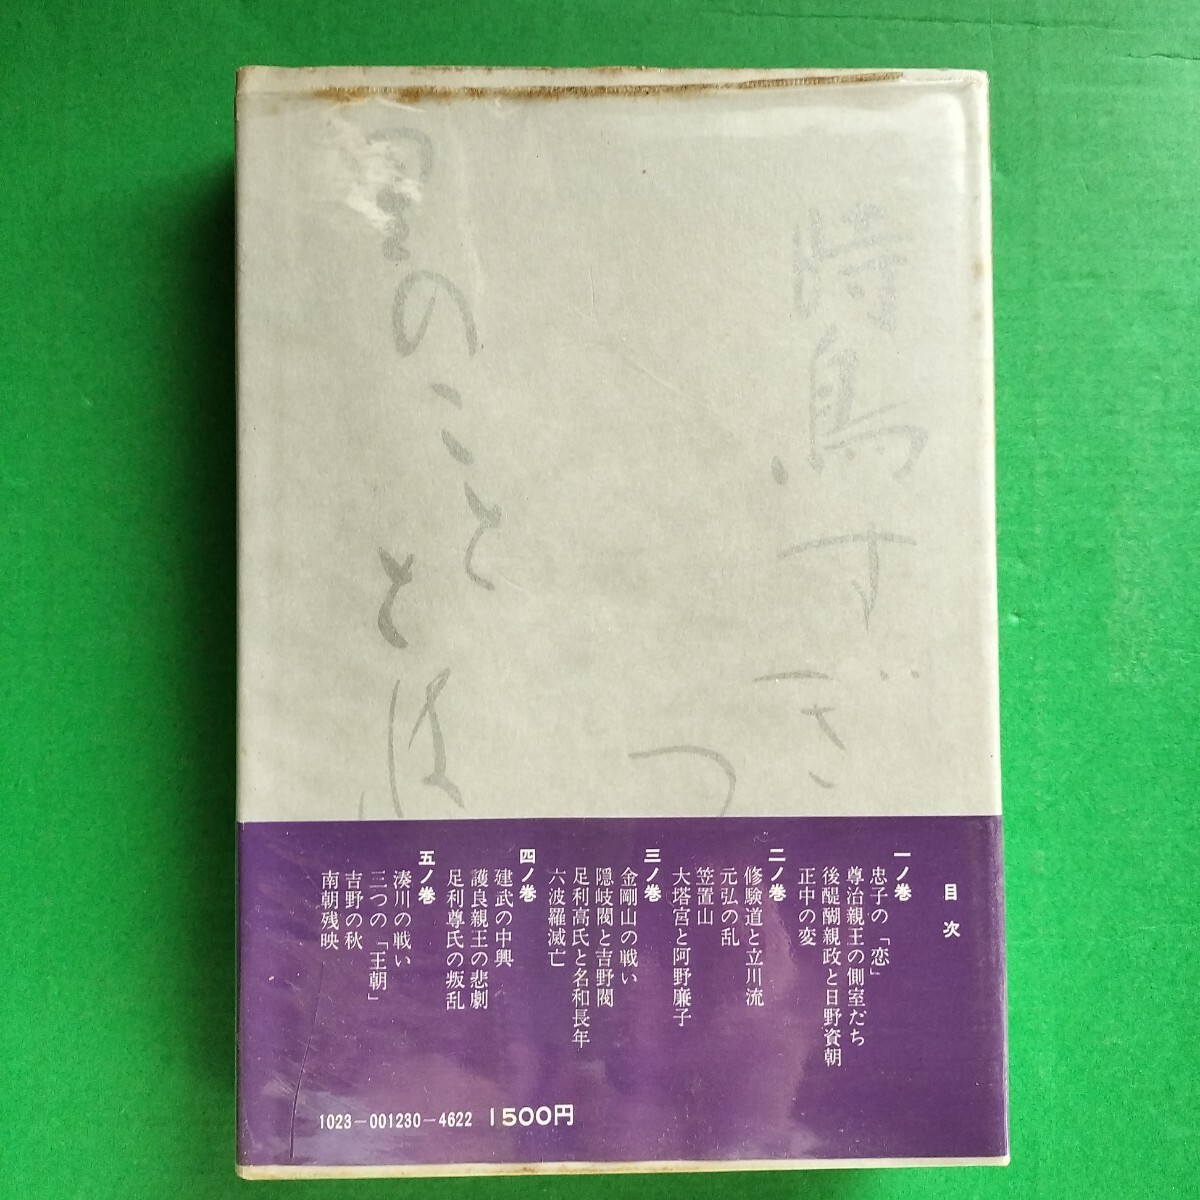 時鳥すぎ
つ
里のこと
とは
目次
一ノ巻
忠子の「恋」
尊治親王の側室だち
後醍醐親政と日野資朝
正中の変
二ノ巻
修験道と立川流
元弘の乱
笠置山
大塔宮と阿野廉子
三ノ巻
金剛山の戦い
隠岐閥と吉野閥
足利高氏と名和長年
六波羅滅亡
四ノ巻
建武の中興
護良親王の悲劇
足利尊氏の叛乱
五ノ巻
湊川の戦い
三つの「王朝」
吉野の秋
南朝残映
1023-001230-4622 1500円